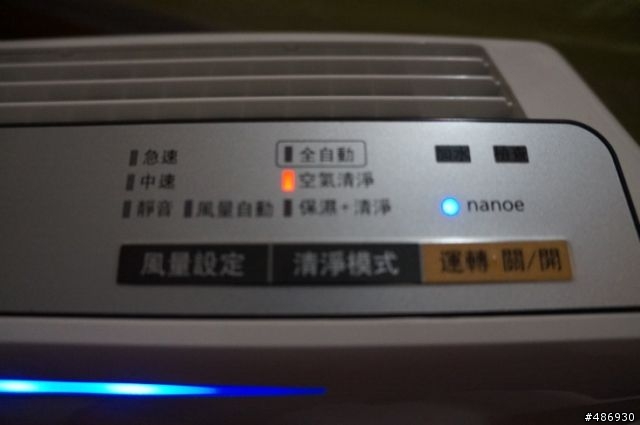 急速 全自動
中速 空氣清淨
靜音 風量自動 保濕+清淨 nanoe
風量設定 清淨模式 運轉 關/開
#486930